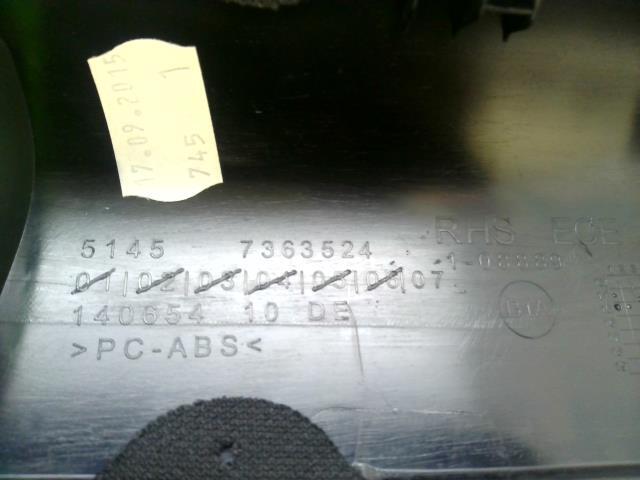 17.09.2015 1
745
5145 7363524
RHS ECE
01|02|03|04|05|06|07
140654 10 DE
>PC-ABS<